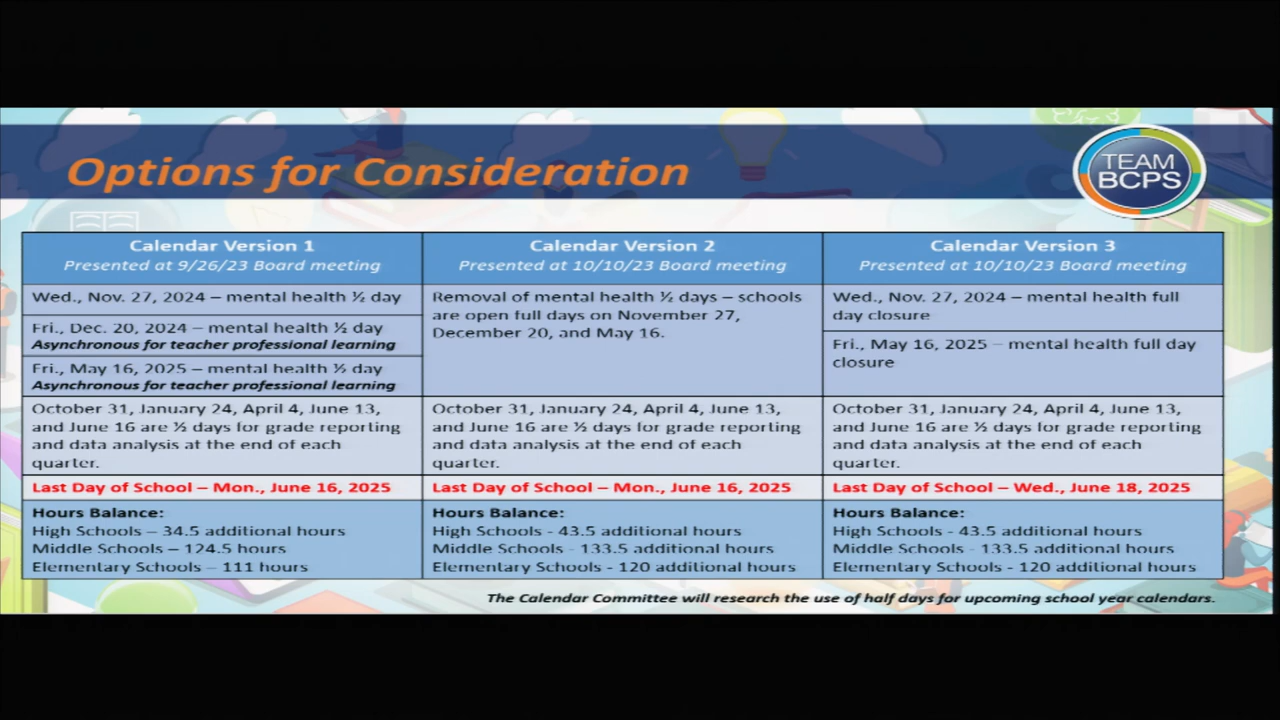 Options for Consideration
TEAM
BCPS
Calendar Version 1
Presented at 9/26/23 Board meeting
Wed., Nov. 27, 2024 – mental health ½ day
Fri., Dec. 20, 2024 – mental health ½ day
Asynchronous for teacher professional learning
Fri., May 16, 2025 – mental health ½ day
Asynchronous for teacher professional learning
October 31, January 24, April 4, June 13,
and June 16 are ½ days for grade reporting
and data analysis at the end of each
quarter.
Last Day of School – Mon., June 16, 2025
Hours Balance:
High Schools – 34.5 additional hours
Middle Schools – 124.5 hours
Elementary Schools – 111 hours
Calendar Version 2
Presented at 10/10/23 Board meeting
Removal of mental health ½ days – schools
are open full days on November 27,
December 20, and May 16.
October 31, January 24, April 4, June 13,
and June 16 are ½ days for grade reporting
and data analysis at the end of each
quarter.
Last Day of School – Mon., June 16, 2025
Hours Balance:
High Schools - 43.5 additional hours
Middle Schools - 133.5 additional hours
Elementary Schools - 120 additional hours
Calendar Version 3
Presented at 10/10/23 Board meeting
Wed., Nov. 27, 2024 – mental health full
day closure
Fri., May 16, 2025 – mental health full day
closure
October 31, January 24, April 4, June 13,
and June 16 are ½ days for grade reporting
and data analysis at the end of each
quarter.
Last Day of School – Wed., June 18, 2025
Hours Balance:
High Schools - 43.5 additional hours
Middle Schools - 133.5 additional hours
Elementary Schools - 120 additional hours
The Calendar Committee will research the use of half days for upcoming school year calendars.